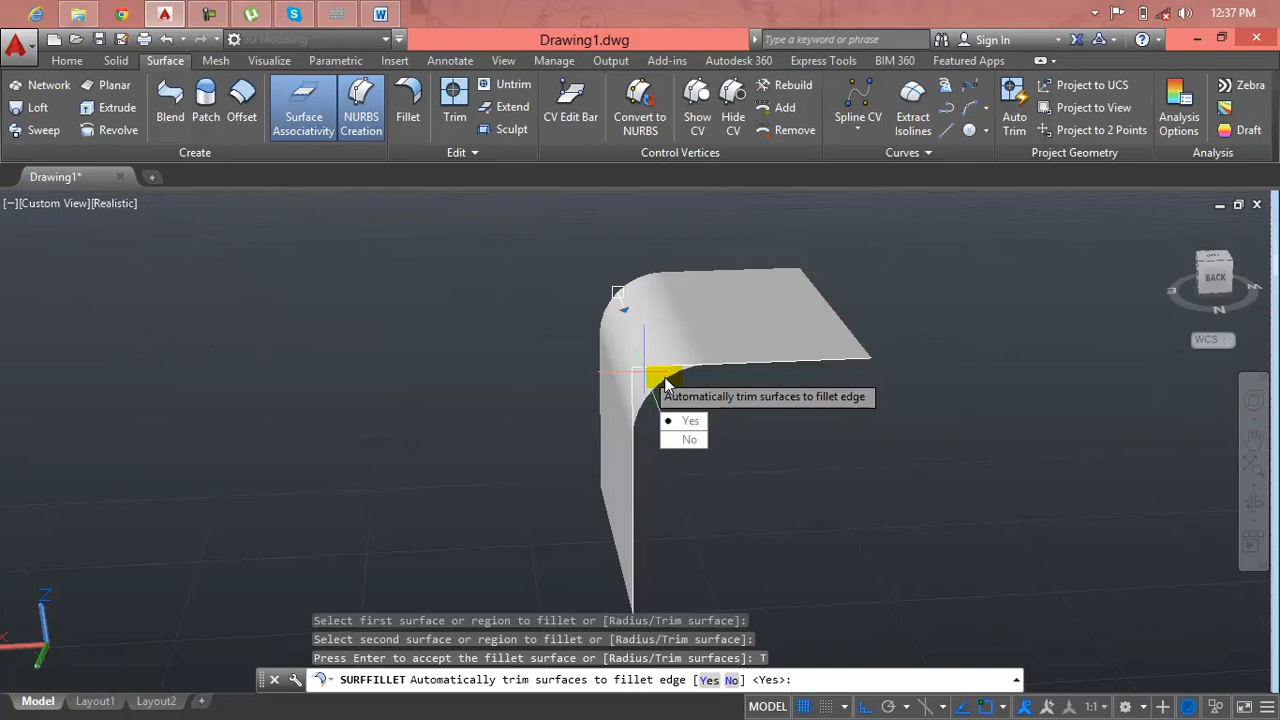 3D Modeling
Drawing1.dwg
Type a keyword or phrase
Sign In
12:37 PM
Home Solid Surface Mesh Visualize Parametric Insert Annotate View Manage Output Add-ins Autodesk 360 Express Tools BIM 360 Featured Apps
Network Planar
Loft Extrude
Sweep Revolve
Blend Patch Offset
Surface Associativity
NURBS Creation
Fillet
Trim
Untrim
Extend
Sculpt
CV Edit Bar
Convert to NURBS
Show CV
Hide CV
Rebuild
Add
Remove
Spline CV
Extract Isolines
Auto Trim
Project to UCS
Project to View
Project to 2 Points
Analysis Options
Zebra
Draft
Create Edit Control Vertices Curves Project Geometry Analysis
Drawing1*
[−][Custom View][Realistic]
BACK
N
WCS
Automatically trim surfaces to fillet edge
Yes
No
Z
Select first surface or region to fillet or [Radius/Trim surface]:
Select second surface or region to fillet or [Radius/Trim surface]:
Press Enter to accept the fillet surface or [Radius/Trim surfaces]: T
SURFFILLET Automatically trim surfaces to fillet edge [Yes No] <Yes>:
Model Layout1 Layout2
MODEL
1:1